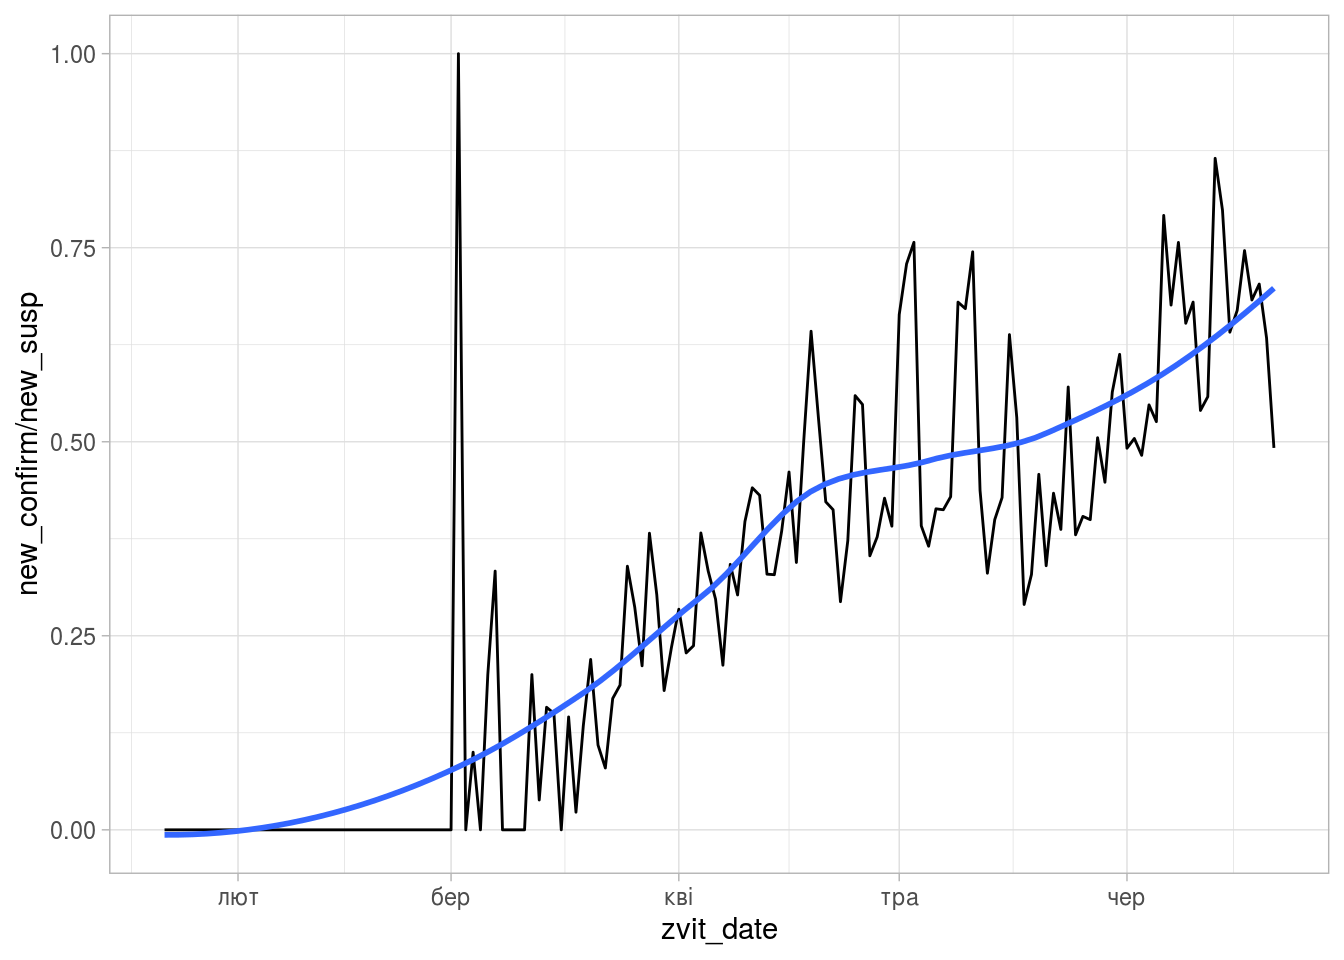 new_confirm/new_susp
1.00
0.75
0.50
0.25
0.00
лют
бер
кві
тра
чер
zvit_date